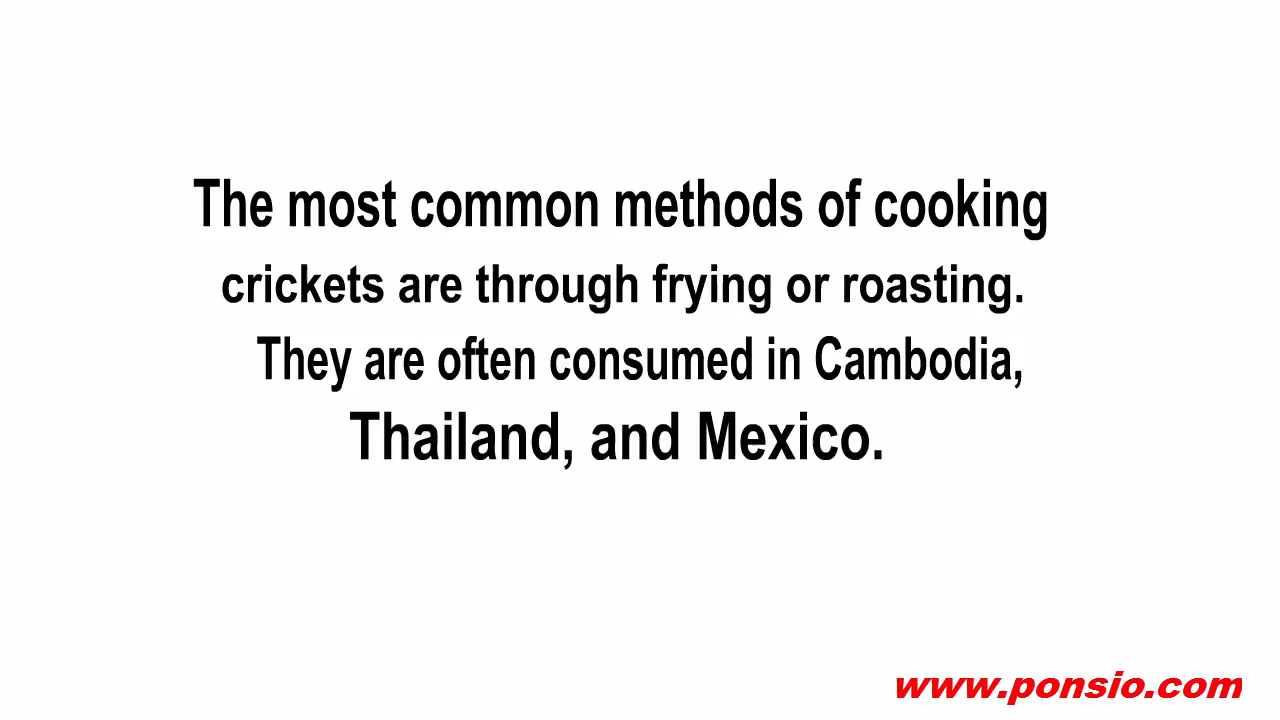 The most common methods of cooking
crickets are through frying or roasting.
They are often consumed in Cambodia,
Thailand, and Mexico.
www.ponsio.com